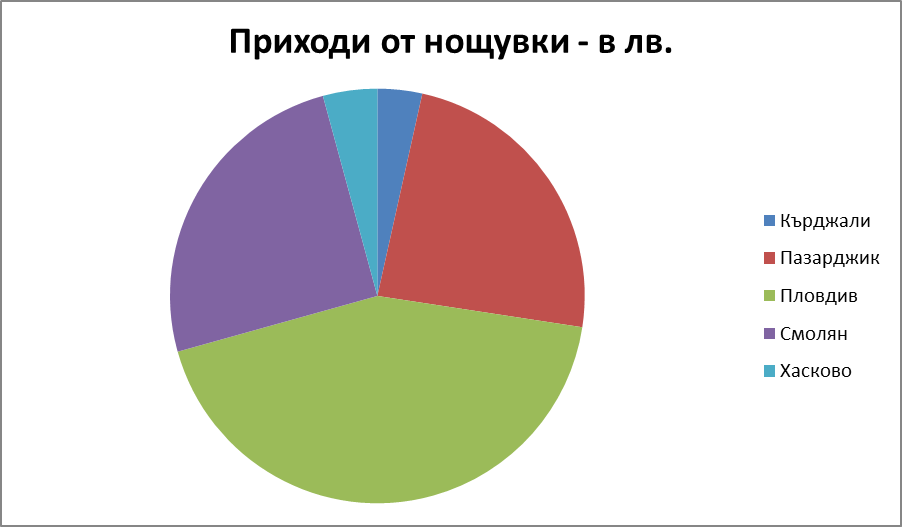 Приходи от нощувки - в лв.
Кърджали
Пазарджик
Пловдив
Смолян
Хасково